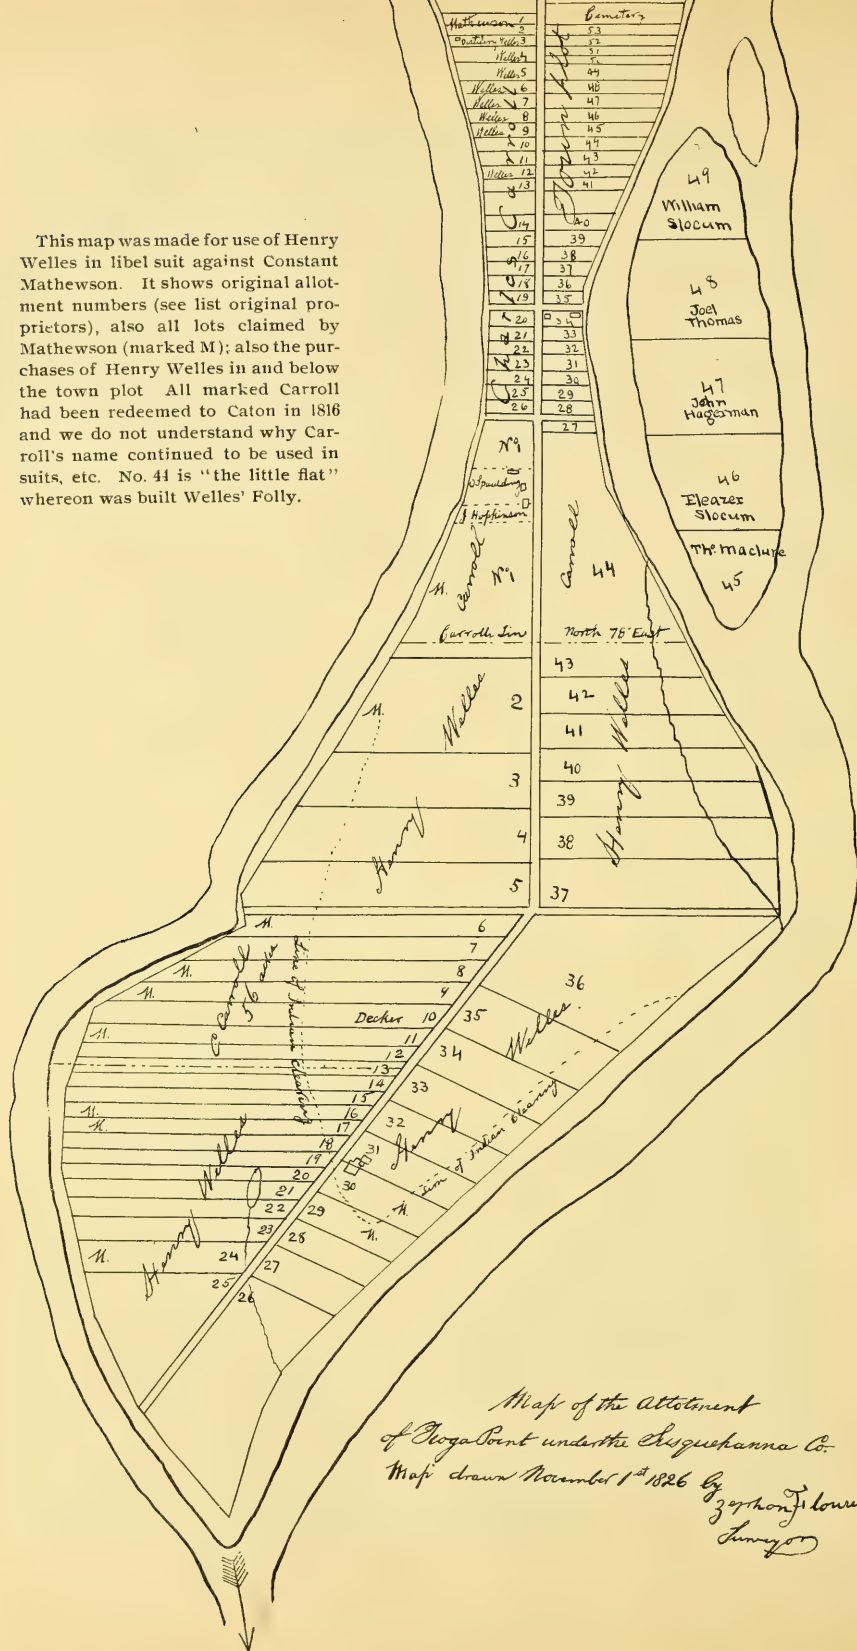 This map was made for use of Henry
Welles in libel suit against Constant
Mathewson. It shows original allot-
ment numbers (see list original pro-
prietors), also all lots claimed by
Mathewson (marked M); also the pur-
chases of Henry Welles in and below
the town plot All marked Carroll
had been redeemed to Caton in 1816
and we do not understand why Car-
roll's name continued to be used in
suits, etc. No. 44 is "the little flat"
whereon was built Welles' Folly.
Mathewson 1
2
Welles 3
Welles 4
Welles 5
Welles 6
Welles 7
Welles 8
Welles 9
10
11
Welles 12
13
14
15
16
17
18
19
20
21
22
23
24
25
26
Charles Carroll
Cemetery
53
52
51
50
49
48
47
46
45
44
43
42
41
40
39
38
37
36
35
34
33
32
31
30
29
28
27
Town Plot
49
William
Slocum
48
Joel
Thomas
47
John
Hagerman
46
Eleazer
Slocum
Th. Maclure
45
No 1
Spaulding
J Hopkinson
Carroll
No 1
M.
Carroll
44
Carrolls Lin
North 78 East
M.
2
3
4
5
Henry Welles
43
42
41
40
39
38
37
Henry Welles
M.
6
7
M.
8
M.
9
Decker 10
M.
11
12
13
14
15
M.
16
M.
17
18
19
20
21
22
23
M.
24
25
26
C Carroll
56 acres
Line of Indian Clearing
Henry Welles
36
35
34
33
32
31
30
29
28
27
Henry Welles.
Line of Indian Clearing
M.
M.
Map of the Attotment
of Tioga Point under the Susquehanna Co-
Map drawn November 1st 1826 by
Zephon Flowe
Surveyor